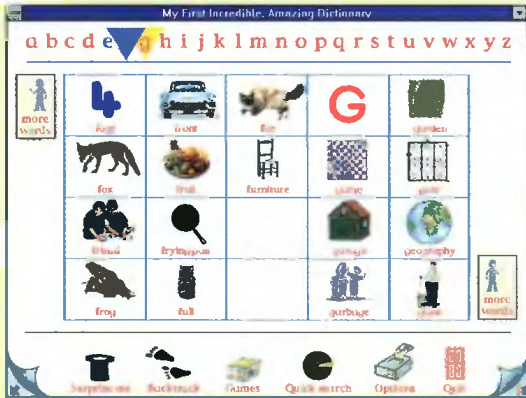 My First Incredible, Amazing Dictionary
a b c d e g h i j k l m n o p q r s t u v w x y z
more words
four front fur G garden
fox fruit furniture game gate
friend frying pan garage geography
frog full garbage
more words
Surprise me Backtrack Games Quick search Options Quit